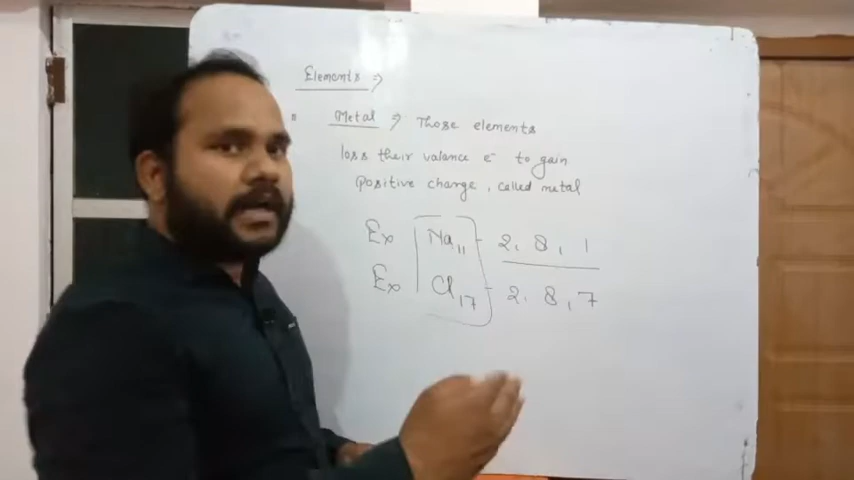 Elements ⇒
Metal ⇒ Those elements
loss their valance e⁻ to gain
positive charge, called metal
Ex Na₁₁ - 2, 8, 1
Ex Cl₁₇ - 2, 8, 7